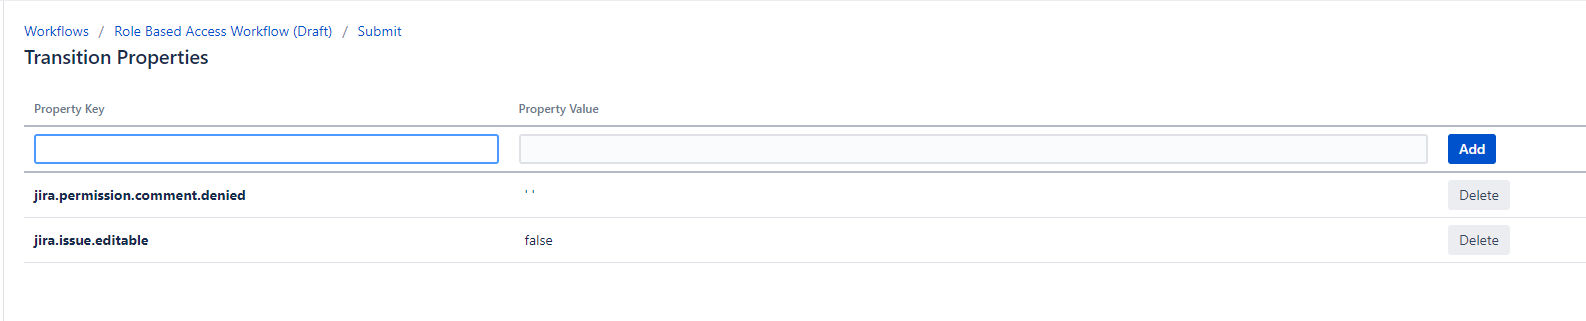 Workflows / Role Based Access Workflow (Draft) / Submit
Transition Properties
Property Key Property Value
Add
jira.permission.comment.denied ' ' Delete
jira.issue.editable false Delete